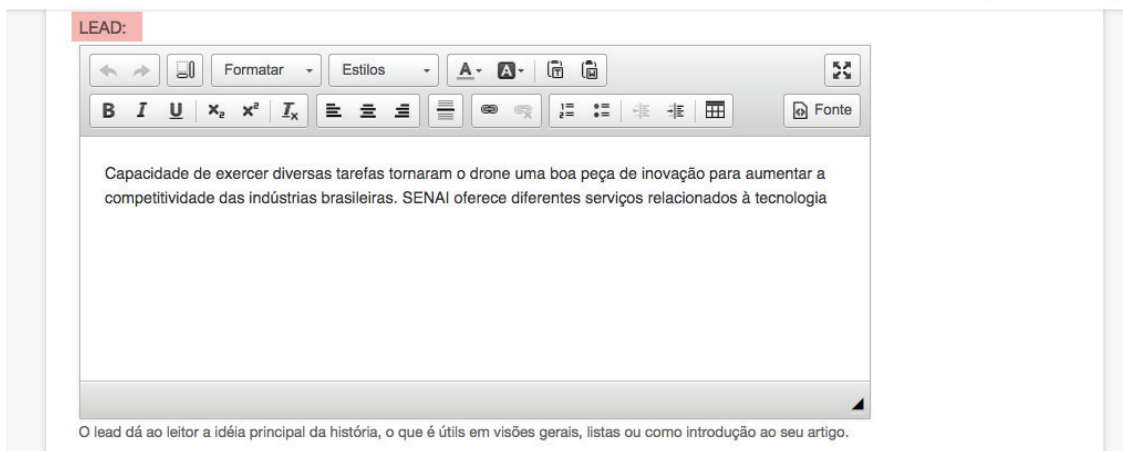 LEAD:
Formatar Estilos
Fonte
Capacidade de exercer diversas tarefas tornaram o drone uma boa peça de inovação para aumentar a
competitividade das indústrias brasileiras. SENAI oferece diferentes serviços relacionados à tecnologia
O lead dá ao leitor a idéia principal da história, o que é útils em visões gerais, listas ou como introdução ao seu artigo.